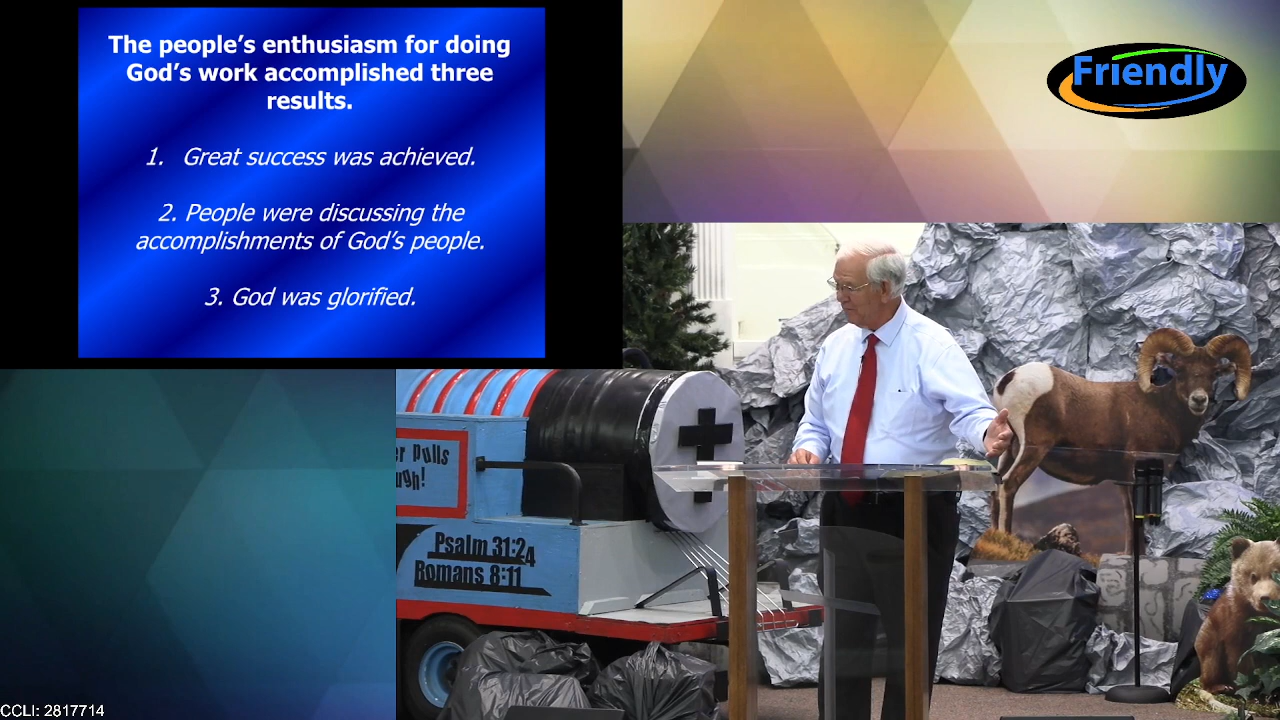 The people's enthusiasm for doing
God's work accomplished three
results.
1. Great success was achieved.
2. People were discussing the
accomplishments of God's people.
3. God was glorified.
Friendly
Pulls
Psalm 31:24
Romans 8:11
CCLI: 2817714